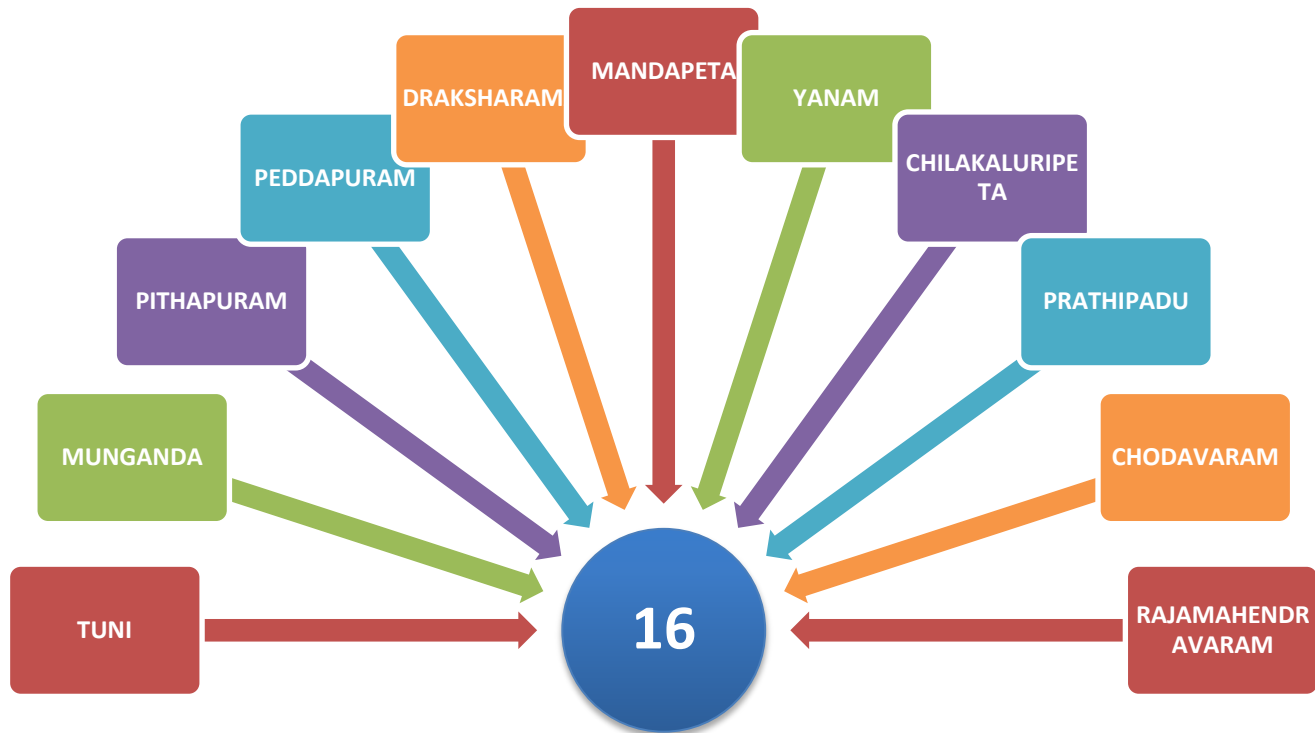 MANDAPETA
DRAKSHARAM
YANAM
PEDDAPURAM
CHILAKALURIPE
TA
PITHAPURAM
PRATHIPADU
MUNGANDA
CHODAVARAM
TUNI
16
RAJAMAHENDR
AVARAM